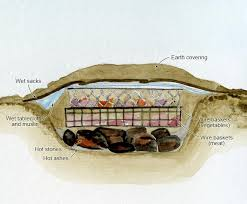 Earth covering
Wet sacks
Wet tablecloths
and muslin
Wire baskets
(vegetables)
Wire baskets
(meat)
Hot stones
Hot ashes